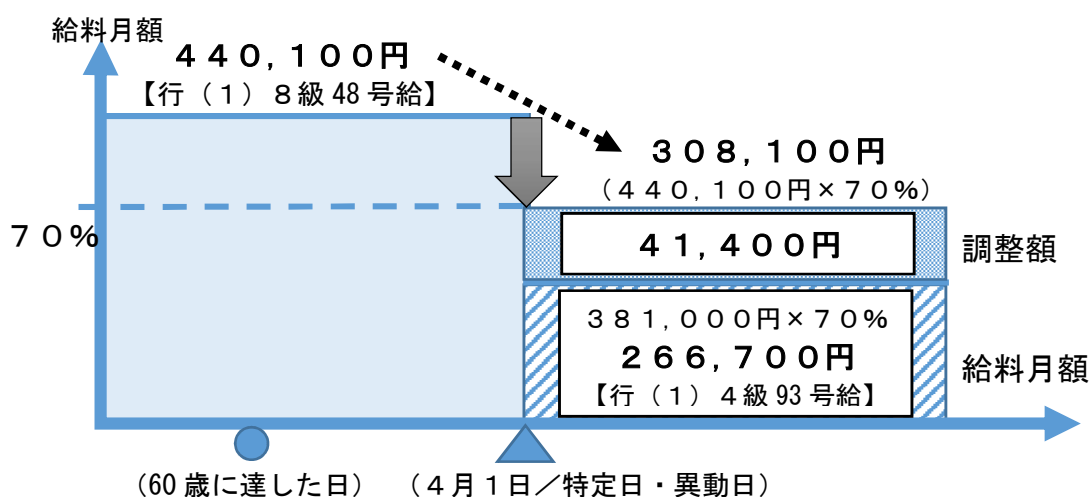 給料月額
４４０,１００円
【行（１）８級 48 号給】
３０８,１００円
（４４０,１００円×７０％）
７０％
４１,４００円
調整額
３８１,０００円×７０％
２６６,７００円
【行（１）４級 93 号給】
給料月額
（60 歳に達した日）
（４月１日／特定日・異動日）